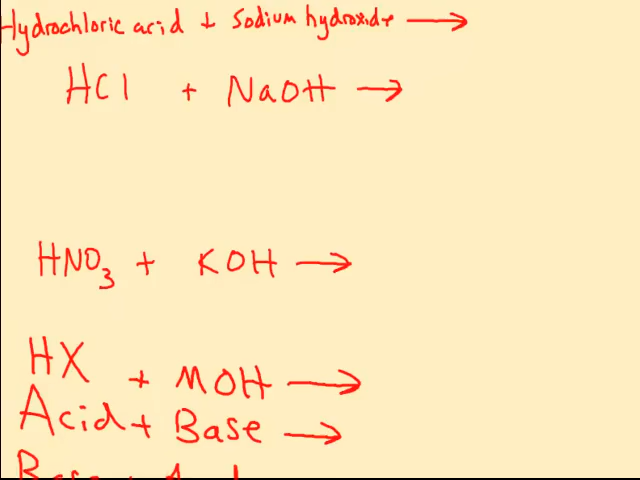 Hydrochloric acid + Sodium hydroxide →
HCl + NaOH →
HNO₃ + KOH →
HX + MOH →
Acid + Base →